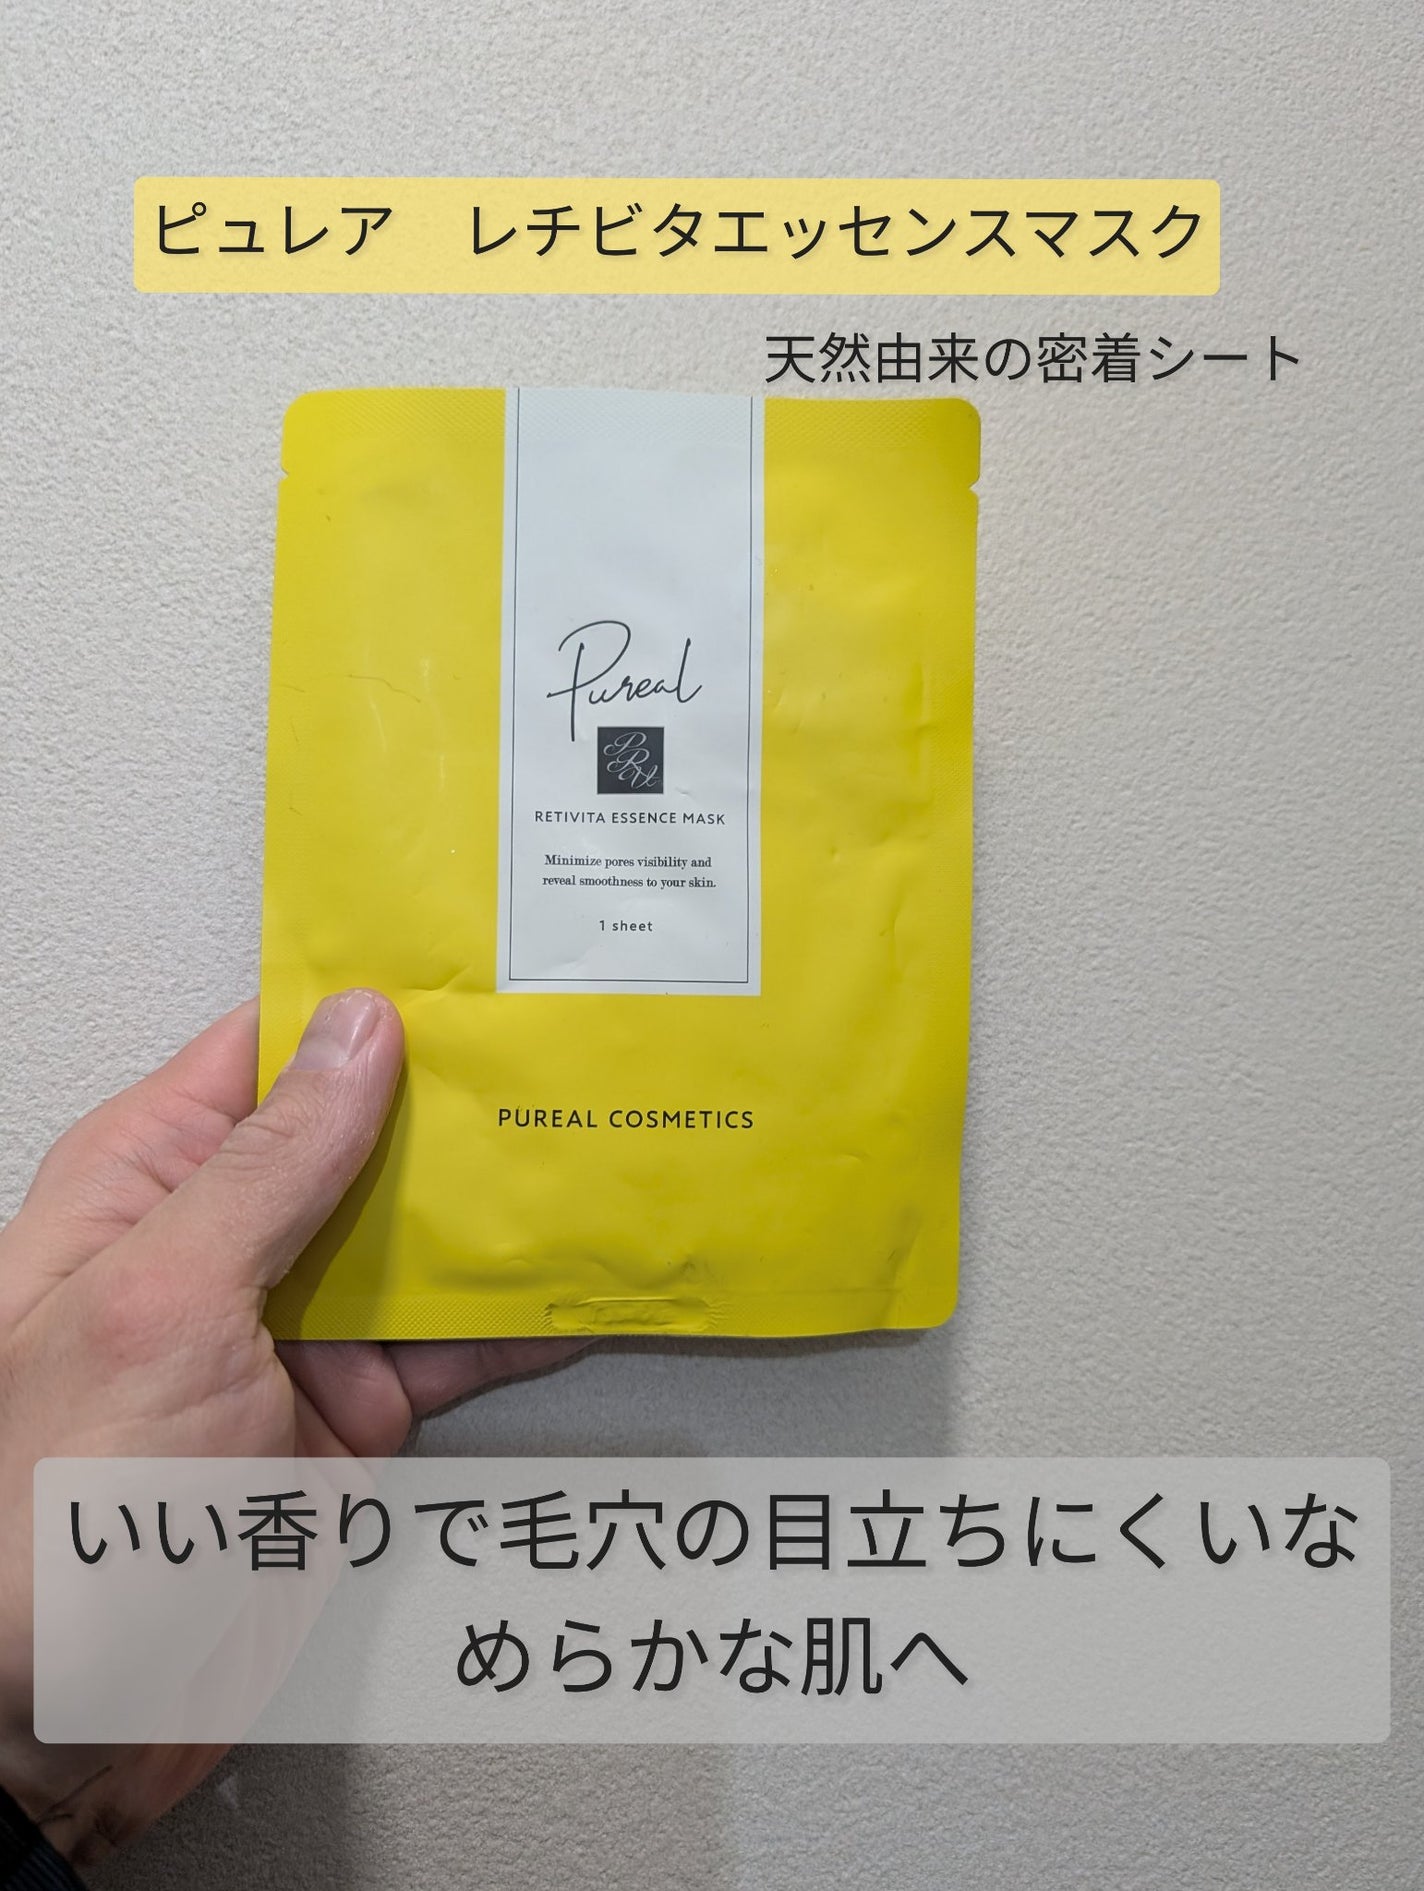 ピュレア　レチビタエッセンスマスク
天然由来の密着シート
Pureal
PRU
RETIVITA ESSENCE MASK
Minimize pores visibility and
reveal smoothness to your skin.
1 sheet
PUREAL COSMETICS
いい香りで毛穴の目立ちにくいな
めらかな肌へ